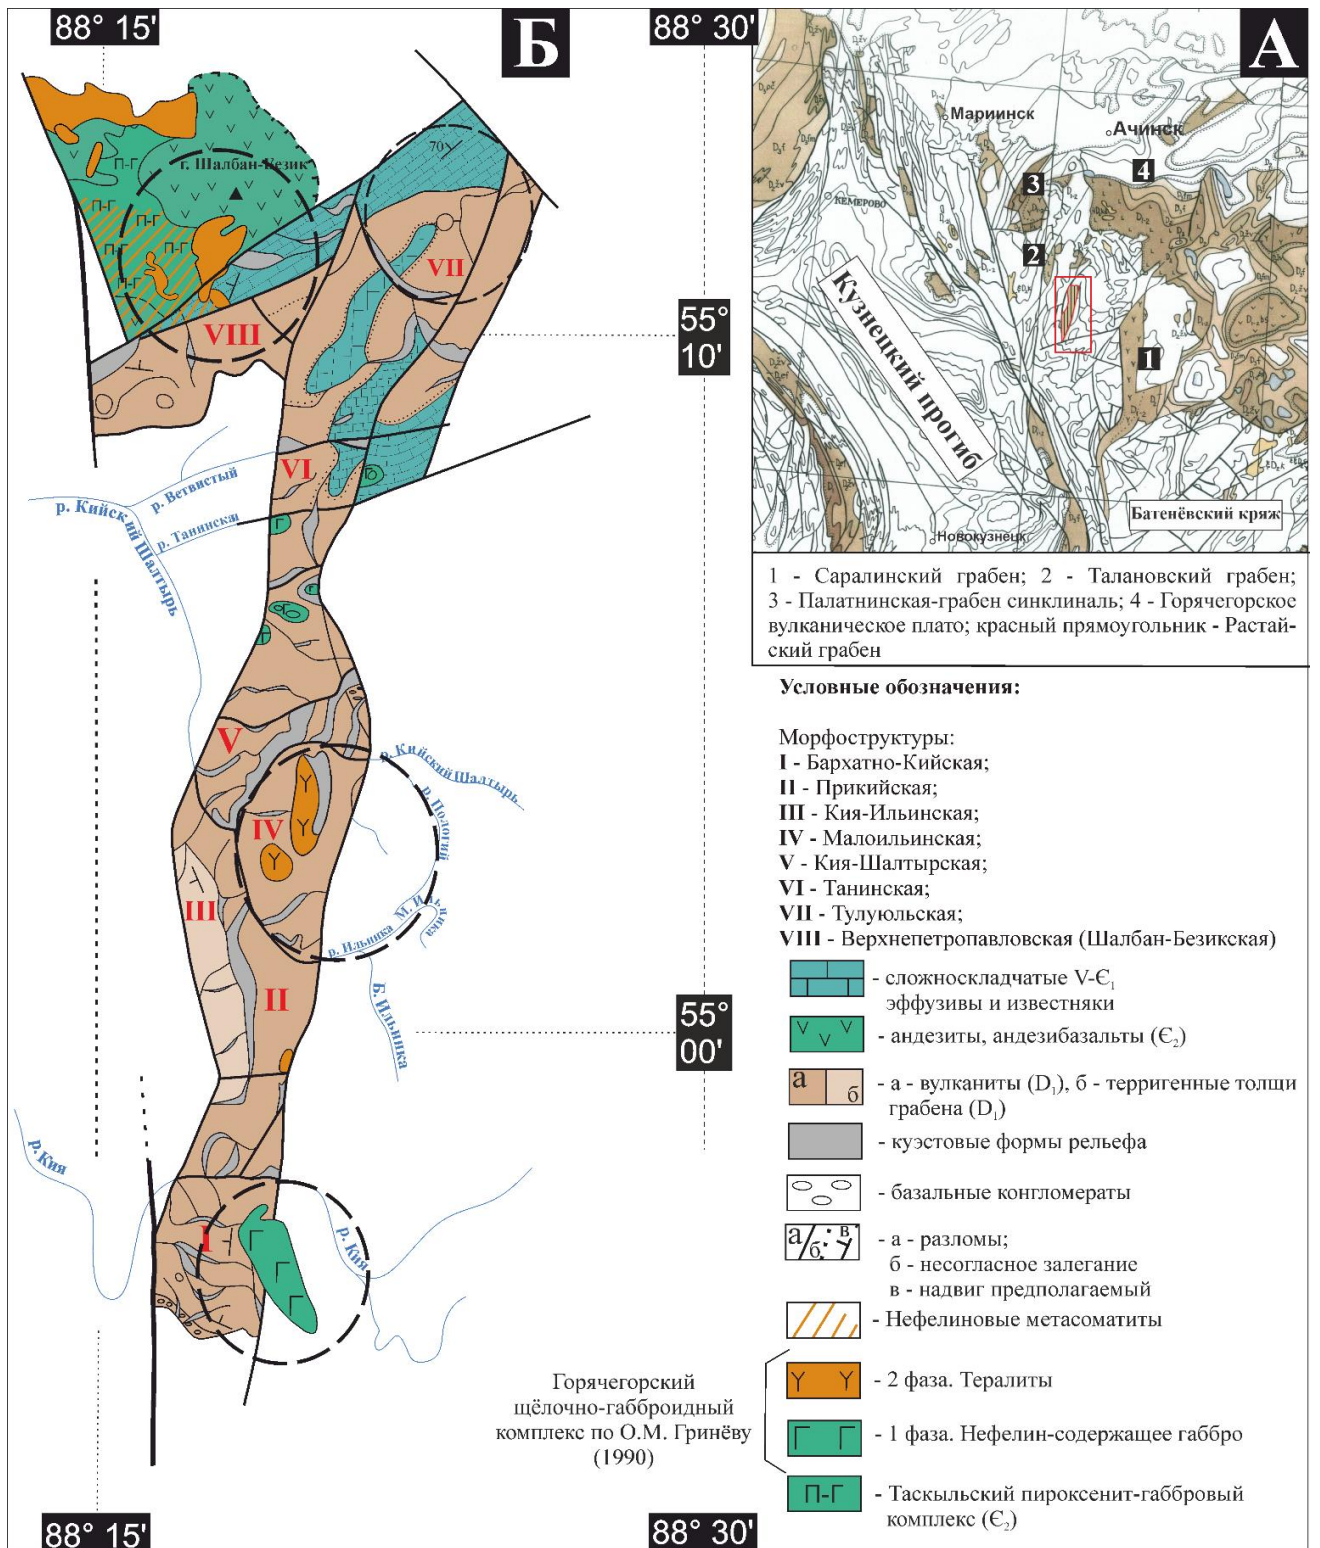 88° 15'
88° 30'
Б
А
Мариинск
Ачинск
КЕМЕРОВО
3
4
2
1
Кузнецкий прогиб
Новокузнецк
Батенёвский кряж
1 - Саралинский грабен; 2 - Талановский грабен;
3 - Палатнинская-грабен синклиналь; 4 - Горячегорское
вулканическое плато; красный прямоугольник - Растай-
ский грабен
П-Г
г. Шалбан-Безик
П-Г
П-Г
П-Г
П-Г
П-Г
70
VII
VIII
55°
10'
VI
р. Ветвистый
р. Кийский Шалтырь
р. Танинская
V
р. Кийский Шалтырь
р. Пологий
IV
III
р. Ильинка М. Ильинка
II
Б. Ильинка
55°
00'
р. Кия
I
р. Кия
88° 15'
88° 30'
Условные обозначения:
Морфоструктуры:
I - Бархатно-Кийская;
II - Прикийская;
III - Кия-Ильинская;
IV - Малоильинская;
V - Кия-Шалтырская;
VI - Танинская;
VII - Тулуюльская;
VIII - Верхнепетропавловская (Шалбан-Безикская)
- сложноскладчатые V-Є₁
эффузивы и известняки
- андезиты, андезибазальты (Є₂)
а б - а - вулканиты (D₁), б - терригенные толщи
грабена (D₁)
- куэстовые формы рельефа
- базальные конгломераты
а б в - а - разломы;
б - несогласное залегание
в - надвиг предполагаемый
- Нефелиновые метасоматиты
- 2 фаза. Тералиты
- 1 фаза. Нефелин-содержащее габбро
П-Г - Таскыльский пироксенит-габбровый
комплекс (Є₂)
Горячегорский
щёлочно-габброидный
комплекс по О.М. Гринёву
(1990)